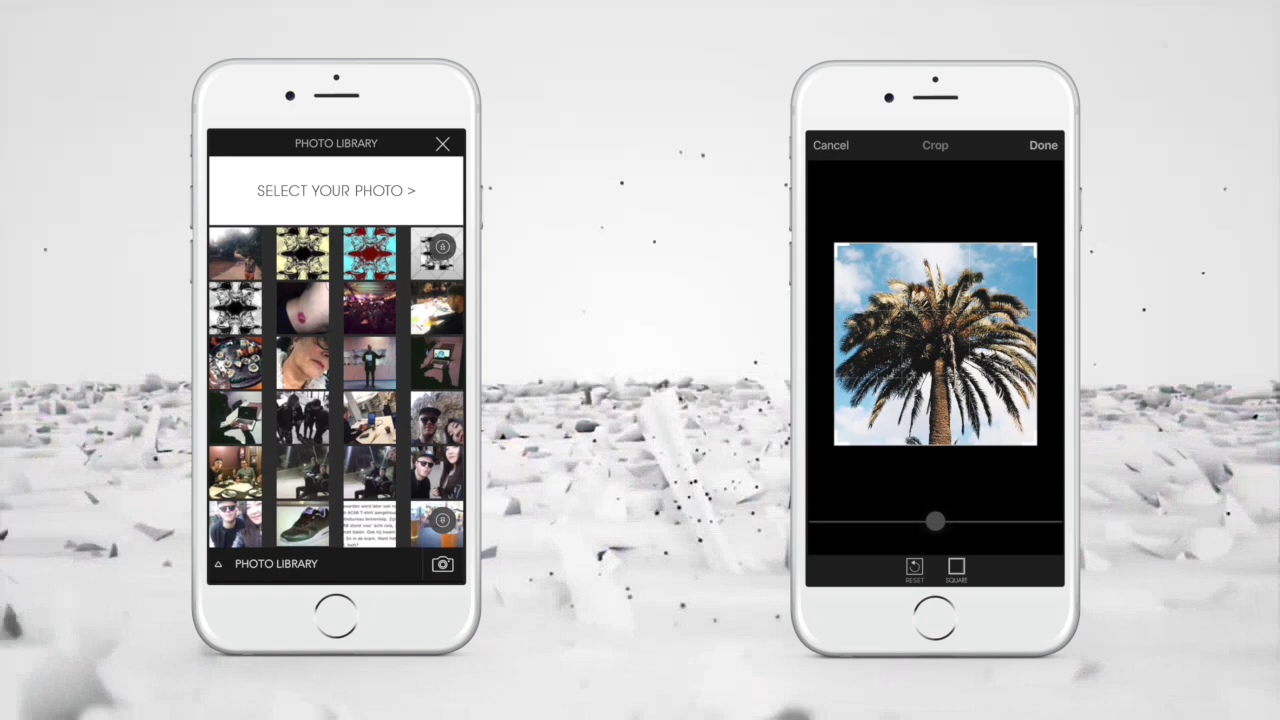 PHOTO LIBRARY
SELECT YOUR PHOTO >
PHOTO LIBRARY
Cancel
Crop
Done
RESET
SQUARE